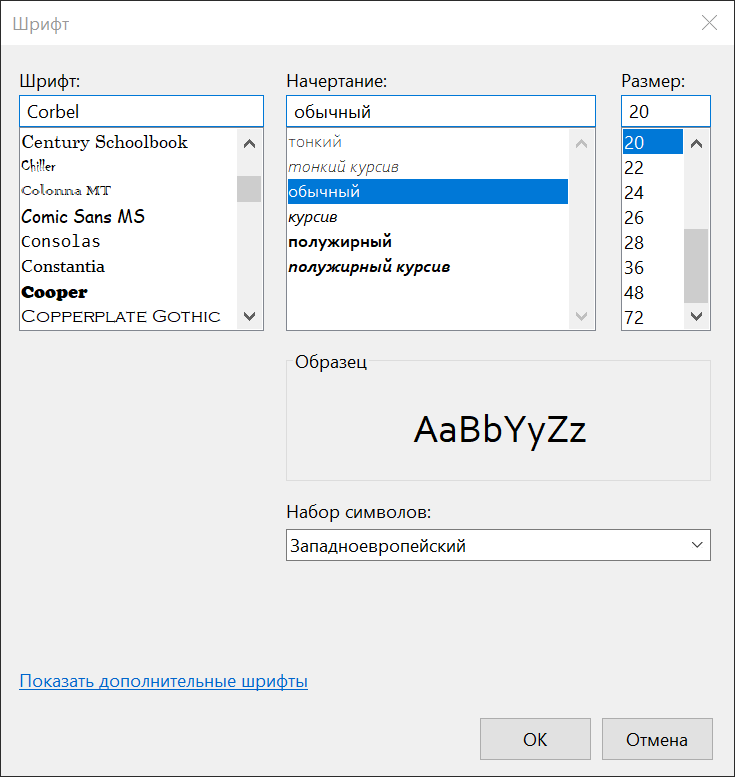 Шрифт
Шрифт:
Corbel
Century Schoolbook
Chiller
Colonna MT
Comic Sans MS
Consolas
Constantia
Cooper
Copperplate Gothic
Начертание:
обычный
тонкий
тонкий курсив
обычный
курсив
полужирный
полужирный курсив
Размер:
20
20
22
24
26
28
36
48
72
Образец
AaBbYyZz
Набор символов:
Западноевропейский
Показать дополнительные шрифты
ОК
Отмена